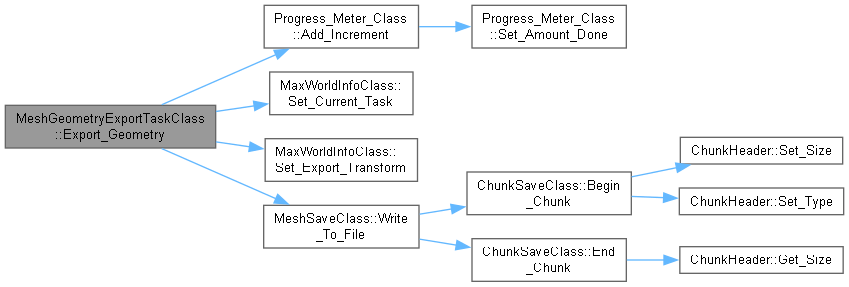 MeshGeometryExportTaskClass
::Export_Geometry
Progress_Meter_Class
::Add_Increment
Progress_Meter_Class
::Set_Amount_Done
MaxWorldInfoClass::
Set_Current_Task
MaxWorldInfoClass::
Set_Export_Transform
MeshSaveClass::Write
_To_File
ChunkSaveClass::Begin
_Chunk
ChunkHeader::Set_Size
ChunkHeader::Set_Type
ChunkSaveClass::End
_Chunk
ChunkHeader::Get_Size